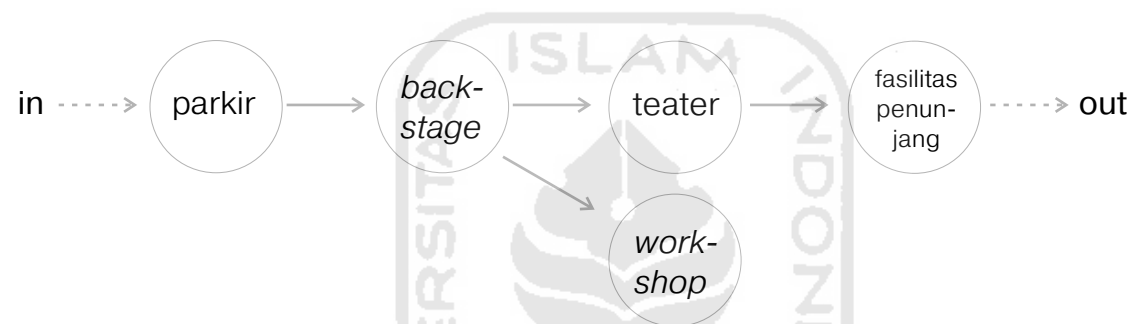 in
parkir
back-
stage
teater
fasilitas
penun-
jang
out
work-
shop
ISLAM